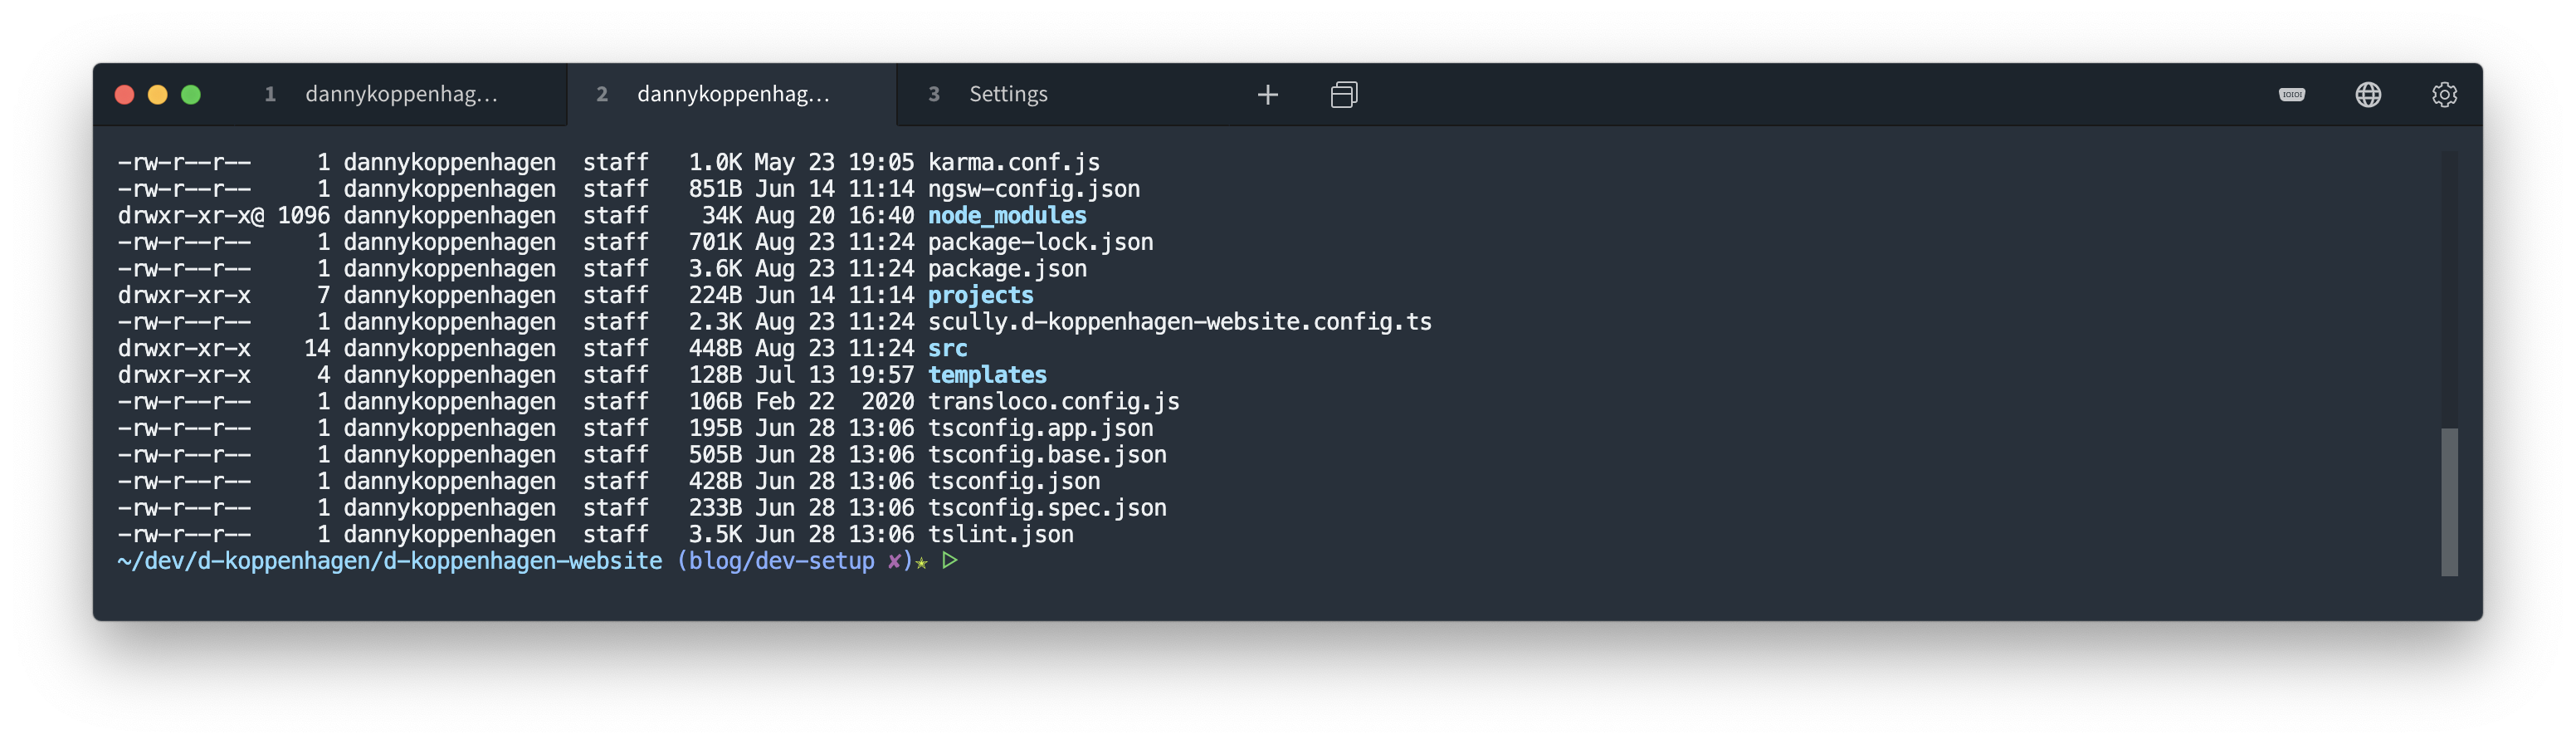 1 dannykoppenhag... 2 dannykoppenhag... 3 Settings
-rw-r--r--     1 dannykoppenhagen  staff   1.0K May 23 19:05 karma.conf.js
-rw-r--r--     1 dannykoppenhagen  staff   851B Jun 14 11:14 ngsw-config.json
drwxr-xr-x@ 1096 dannykoppenhagen  staff    34K Aug 20 16:40 node_modules
-rw-r--r--     1 dannykoppenhagen  staff   701K Aug 23 11:24 package-lock.json
-rw-r--r--     1 dannykoppenhagen  staff   3.6K Aug 23 11:24 package.json
drwxr-xr-x     7 dannykoppenhagen  staff   224B Jun 14 11:14 projects
-rw-r--r--     1 dannykoppenhagen  staff   2.3K Aug 23 11:24 scully.d-koppenhagen-website.config.ts
drwxr-xr-x    14 dannykoppenhagen  staff   448B Aug 23 11:24 src
drwxr-xr-x     4 dannykoppenhagen  staff   128B Jul 13 19:57 templates
-rw-r--r--     1 dannykoppenhagen  staff   106B Feb 22  2020 transloco.config.js
-rw-r--r--     1 dannykoppenhagen  staff   195B Jun 28 13:06 tsconfig.app.json
-rw-r--r--     1 dannykoppenhagen  staff   505B Jun 28 13:06 tsconfig.base.json
-rw-r--r--     1 dannykoppenhagen  staff   428B Jun 28 13:06 tsconfig.json
-rw-r--r--     1 dannykoppenhagen  staff   233B Jun 28 13:06 tsconfig.spec.json
-rw-r--r--     1 dannykoppenhagen  staff   3.5K Jun 28 13:06 tslint.json
~/dev/d-koppenhagen/d-koppenhagen-website (blog/dev-setup ✘)✭ ▷